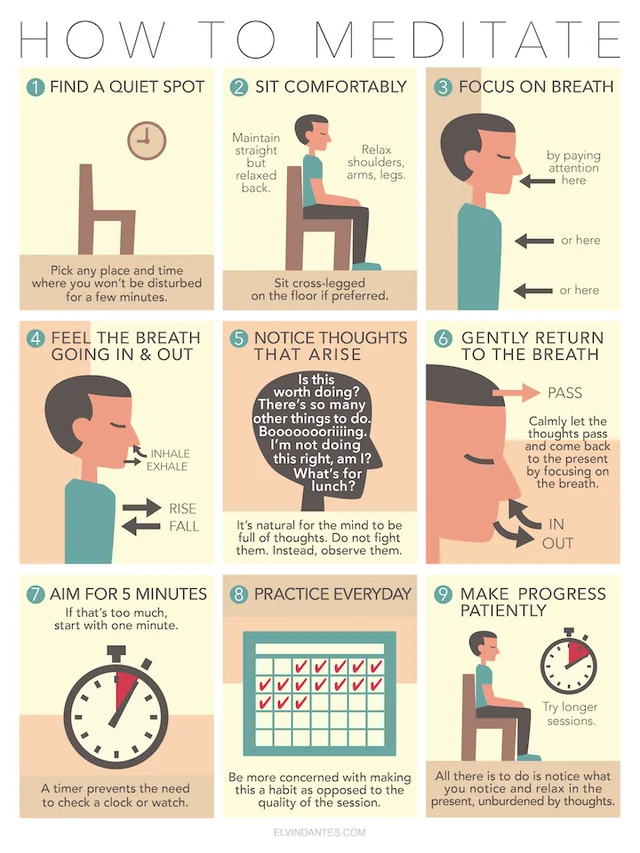 HOW TO MEDITATE
1 FIND A QUIET SPOT
Pick any place and time
where you won't be disturbed
for a few minutes.
2 SIT COMFORTABLY
Maintain
straight
but
relaxed
back.
Relax
shoulders,
arms, legs.
Sit cross-legged
on the floor if preferred.
3 FOCUS ON BREATH
by paying
attention
here
or here
or here
4 FEEL THE BREATH
GOING IN & OUT
INHALE
EXHALE
RISE
FALL
5 NOTICE THOUGHTS
THAT ARISE
Is this
worth doing?
There's so many
other things to do.
Boooooooriiiing.
I'm not doing
this right, am I?
What's for
lunch?
It's natural for the mind to be
full of thoughts. Do not fight
them. Instead, observe them.
6 GENTLY RETURN
TO THE BREATH
PASS
Calmly let the
thoughts pass
and come back
to the present
by focusing on
the breath.
IN
OUT
7 AIM FOR 5 MINUTES
If that's too much,
start with one minute.
A timer prevents the need
to check a clock or watch.
8 PRACTICE EVERYDAY
Be more concerned with making
this a habit as opposed to the
quality of the session.
9 MAKE PROGRESS
PATIENTLY
Try longer
sessions.
All there is to do is notice what
you notice and relax in the
present, unburdened by thoughts.
ELVINDANTES.COM